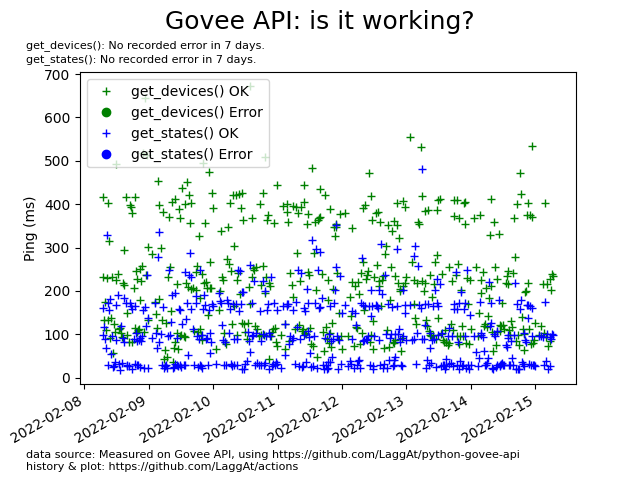 Govee API: is it working?
get_devices(): No recorded error in 7 days.
get_states(): No recorded error in 7 days.
700
600
500
400
300
200
100
0
Ping (ms)
get_devices() OK
get_devices() Error
get_states() OK
get_states() Error
2022-02-08
2022-02-09
2022-02-10
2022-02-11
2022-02-12
2022-02-13
2022-02-14
2022-02-15
data source: Measured on Govee API, using https://github.com/LaggAt/python-govee-api
history & plot: https://github.com/LaggAt/actions